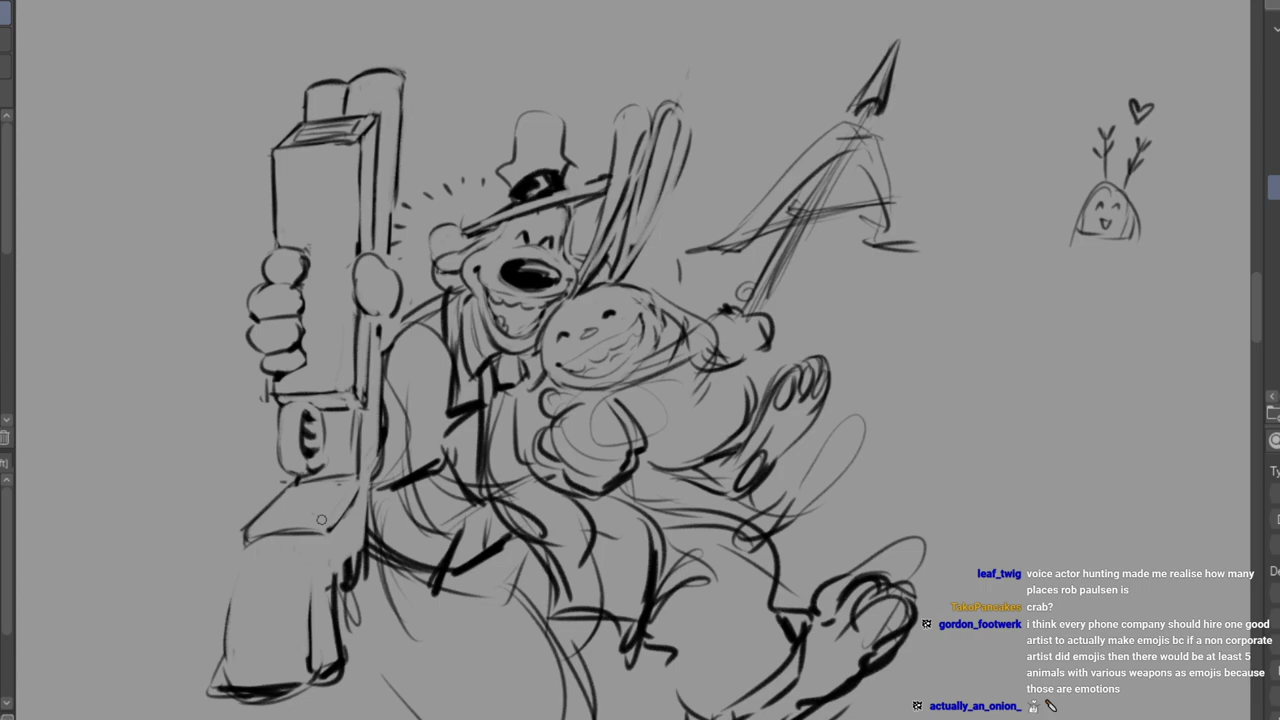 leaf_twig voice actor hunting made me realise how many
places rob paulsen is
TakoPancakes crab?
gordon_footwerk i think every phone company should hire one good
artist to actually make emojis bc if a non corporate
artist did emojis then there would be at least 5
animals with various weapons as emojis because
those are emotions
actually_an_onion_
Ty
De